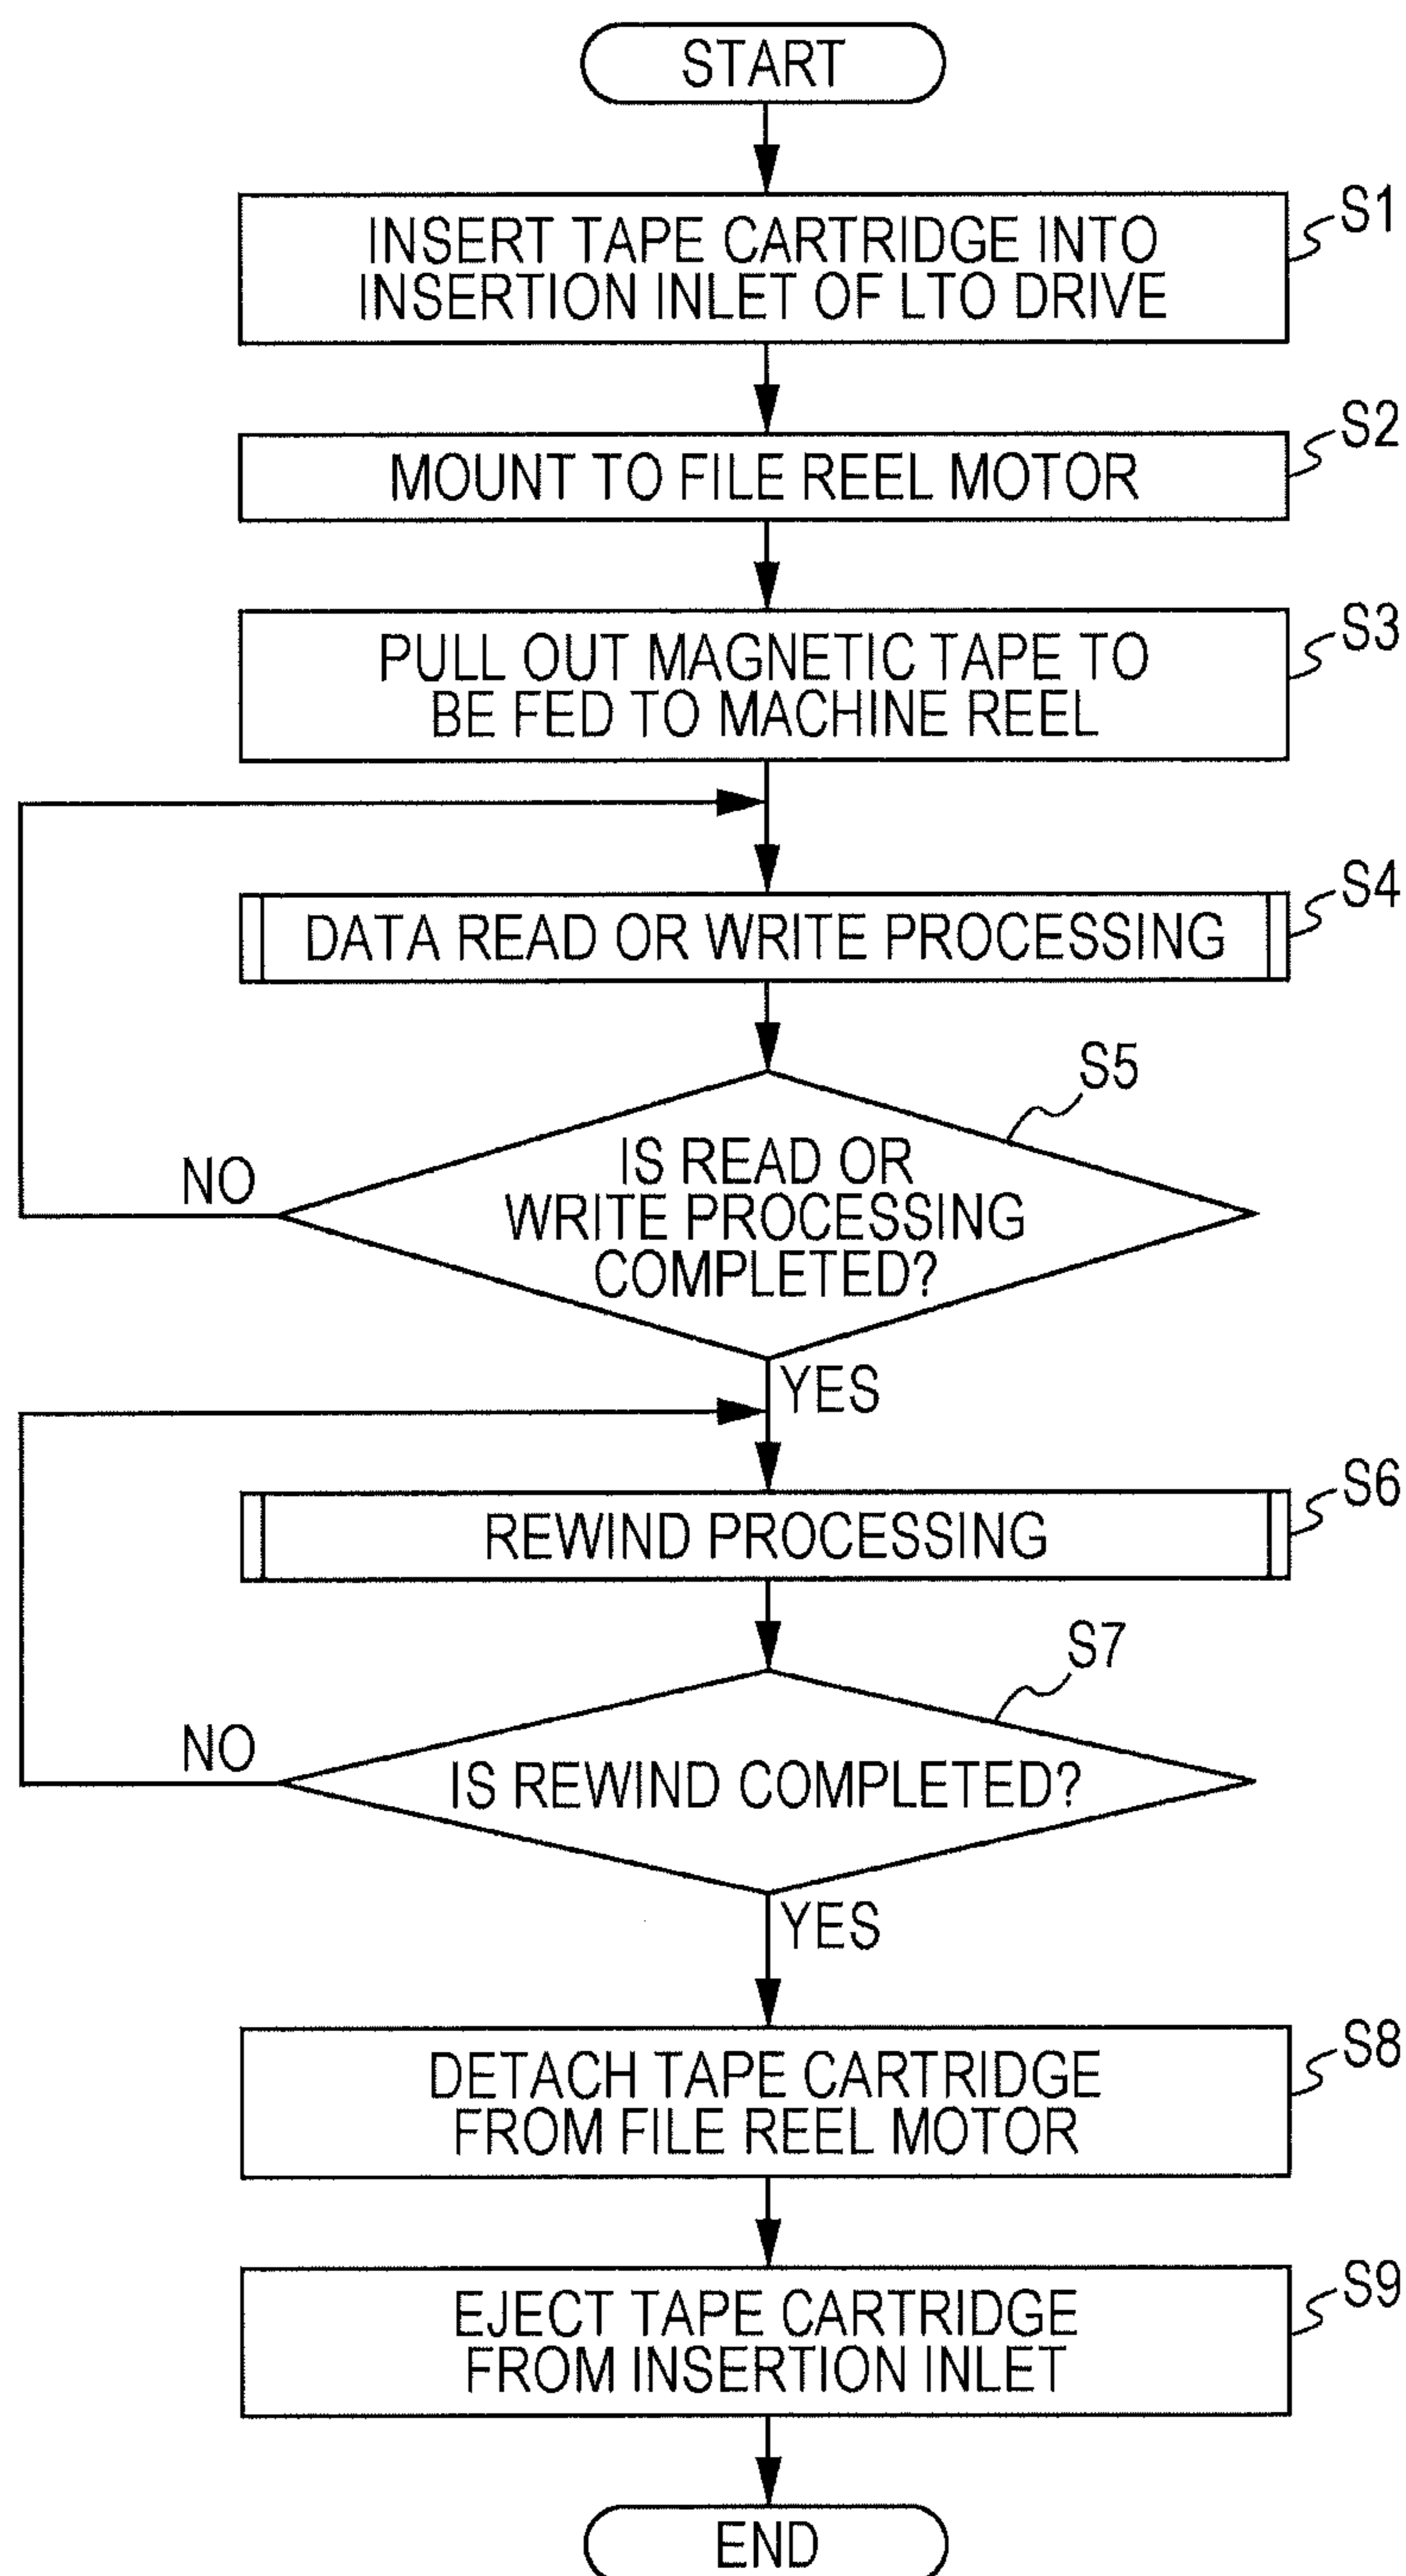 START
S1
INSERT TAPE CARTRIDGE INTO
INSERTION INLET OF LTO DRIVE
S2
MOUNT TO FILE REEL MOTOR
S3
PULL OUT MAGNETIC TAPE TO
BE FED TO MACHINE REEL
S4
DATA READ OR WRITE PROCESSING
S5
IS READ OR
WRITE PROCESSING
COMPLETED?
NO
YES
S6
REWIND PROCESSING
S7
IS REWIND COMPLETED?
NO
YES
S8
DETACH TAPE CARTRIDGE
FROM FILE REEL MOTOR
S9
EJECT TAPE CARTRIDGE
FROM INSERTION INLET
END